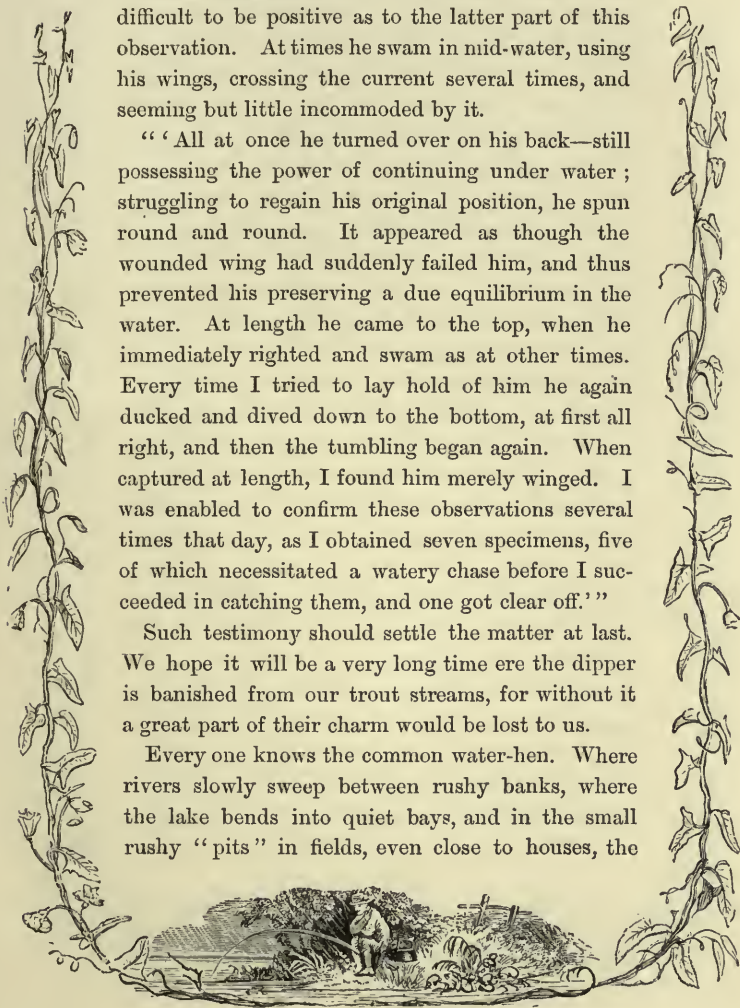 difficult to be positive as to the latter part of this
observation. At times he swam in mid-water, using
his wings, crossing the current several times, and
seeming but little incommoded by it.
“ ‘ All at once he turned over on his back—still
possessing the power of continuing under water ;
struggling to regain his original position, he spun
round and round. It appeared as though the
wounded wing had suddenly failed him, and thus
prevented his preserving a due equilibrium in the
water. At length he came to the top, when he
immediately righted and swam as at other times.
Every time I tried to lay hold of him he again
ducked and dived down to the bottom, at first all
right, and then the tumbling began again. When
captured at length, I found him merely winged. I
was enabled to confirm these observations several
times that day, as I obtained seven specimens, five
of which necessitated a watery chase before I suc-
ceeded in catching them, and one got clear off.’ ”
Such testimony should settle the matter at last.
We hope it will be a very long time ere the dipper
is banished from our trout streams, for without it
a great part of their charm would be lost to us.
Every one knows the common water-hen. Where
rivers slowly sweep between rushy banks, where
the lake bends into quiet bays, and in the small
rushy “ pits ” in fields, even close to houses, the